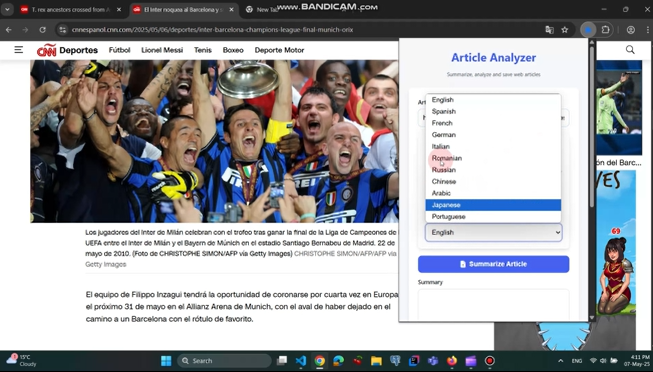 www.BANDICAM.com
T. rex ancestors crossed from A
El Inter noquea al Barcelona y
New Tab
cnnespanol.cnn.com/2025/05/06/deportes/inter-barcelona-champions-league-final-munich-orix
CNN Deportes Fútbol Lionel Messi Tenis Boxeo Deporte Motor
Article Analyzer
Summarize, analyze and save web articles
English
Spanish
French
German
Italian
Romanian
Russian
Chinese
Arabic
Japanese
Portuguese
English
Summarize Article
Summary
ón del Barc...
69
Los jugadores del Inter de Milán celebran con el trofeo tras ganar la final de la Liga de Campeones de
UEFA entre el Inter de Milán y el Bayern de Múnich en el estadio Santiago Bernabeu de Madrid. 22 de
mayo de 2010. (Foto de CHRISTOPHE SIMON/AFP vía Getty Images) CHRISTOPHE SIMON/AFP/AFP via
Getty Images
El equipo de Filippo Inzagui tendrá la oportunidad de coronarse por cuarta vez en Europa
el próximo 31 de mayo en el Allianz Arena de Munich, con el aval de haber dejado en el
camino a un Barcelona con el rótulo de favorito.
15°C
Cloudy
Search
ENG
4:11 PM
07-May-25